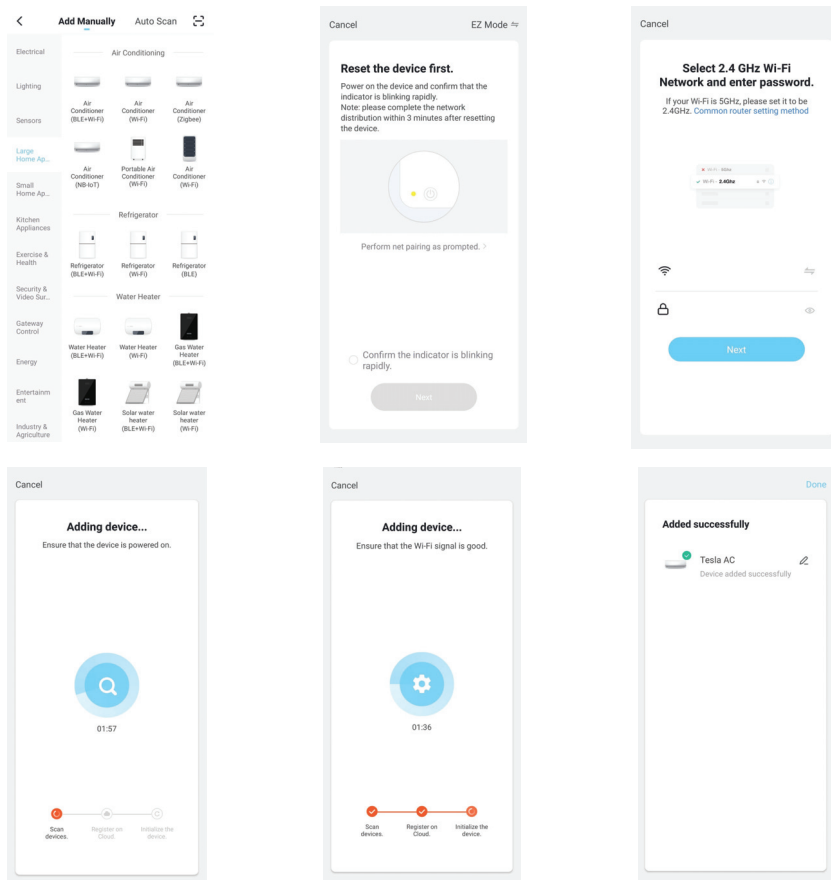 Add Manually Auto Scan
Electrical
Lighting
Sensors
Large
Home Ap...
Small
Home Ap...
Kitchen
Appliances
Exercise &
Health
Security &
Video Sur...
Gateway
Control
Energy
Entertainm
ent
Industry &
Agriculture
Air Conditioning
Air Air Air
Conditioner Conditioner Conditioner
(BLE+Wi-Fi) (Wi-Fi) (Zigbee)
Air Portable Air Air
Conditioner Conditioner Conditioner
(NB-IoT) (Wi-Fi) (Wi-Fi)
Refrigerator
Refrigerator Refrigerator Refrigerator
(BLE+Wi-Fi) (Wi-Fi) (BLE)
Water Heater
Water Heater Water Heater Gas Water
(BLE+Wi-Fi) (Wi-Fi) Heater
(BLE+Wi-Fi)
Gas Water Solar water Solar water
Heater heater heater
(Wi-Fi) (BLE+Wi-Fi) (Wi-Fi)
Cancel EZ Mode
Reset the device first.
Power on the device and confirm that the
indicator is blinking rapidly.
Note: please complete the network
distribution within 3 minutes after resetting
the device.
Perform net pairing as prompted. >
Confirm the indicator is blinking
rapidly.
Next
Cancel
Select 2.4 GHz Wi-Fi
Network and enter password.
If your Wi-Fi is 5GHz, please set it to be
2.4GHz. Common router setting method
Wi-Fi - 5Ghz
Wi-Fi - 2.4Ghz
Next
Cancel
Adding device...
Ensure that the device is powered on.
01:57
Scan Register on Initialize the
devices. Cloud. device.
Cancel
Adding device...
Ensure that the Wi-Fi signal is good.
01:36
Scan Register on Initialize the
devices. Cloud. device.
Done
Added successfully
Tesla AC
Device added successfully